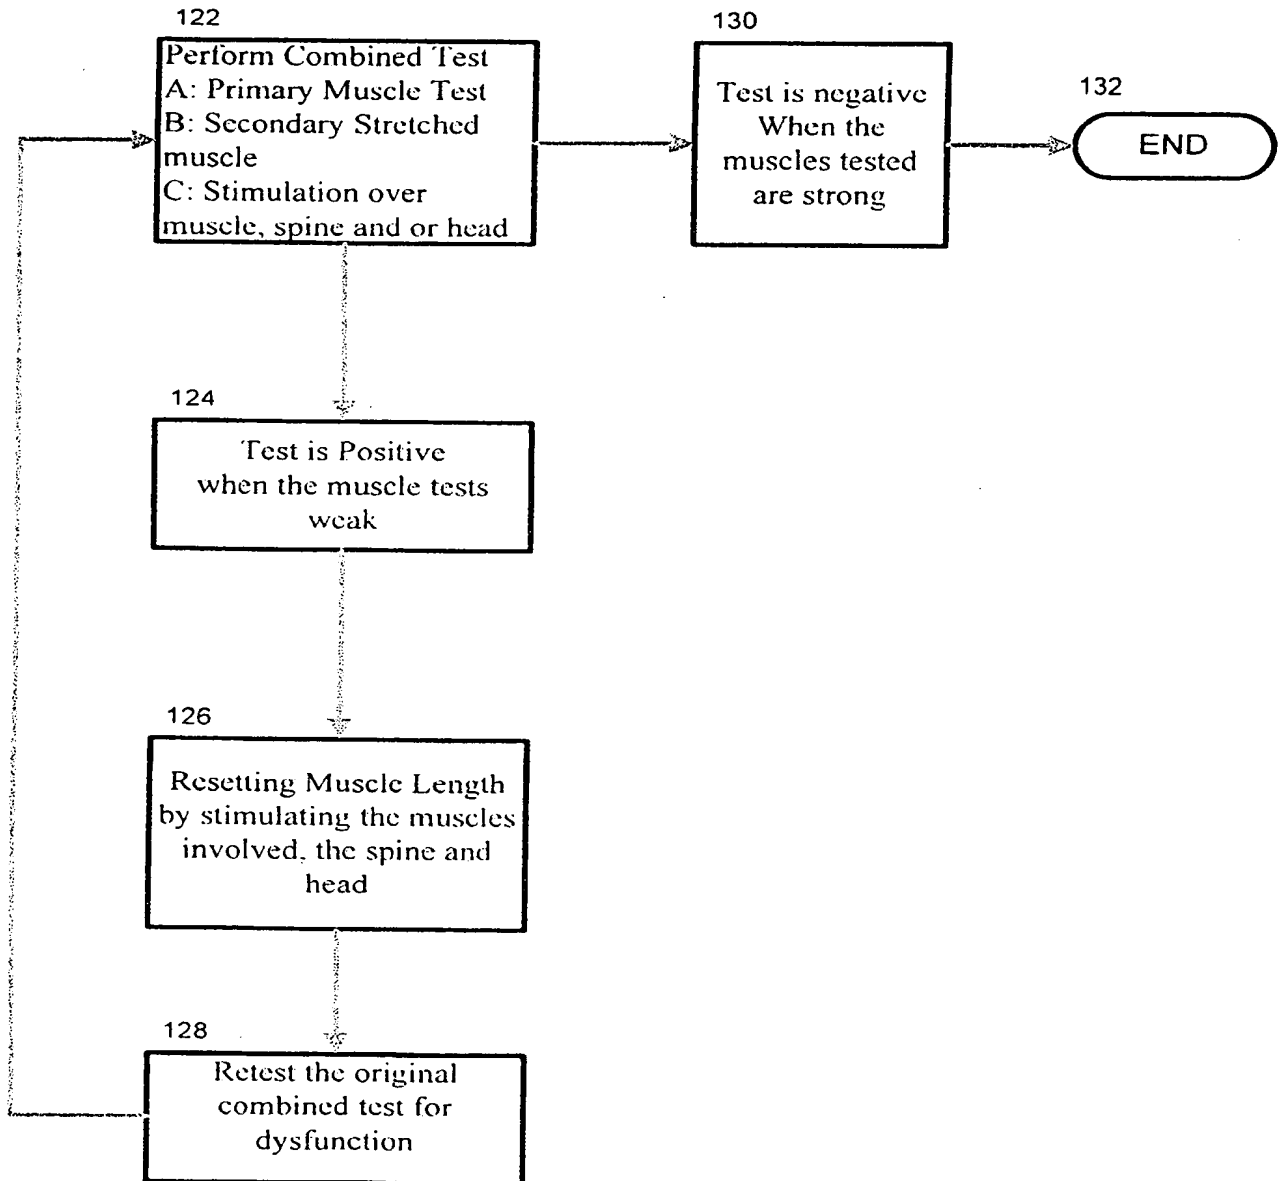 122
Perform Combined Test
A: Primary Muscle Test
B: Secondary Stretched
muscle
C: Stimulation over
muscle, spine and or head
130
Test is negative
When the
muscles tested
are strong
132
END
124
Test is Positive
when the muscle tests
weak
126
Resetting Muscle Length
by stimulating the muscles
involved, the spine and
head
128
Retest the original
combined test for
dysfunction